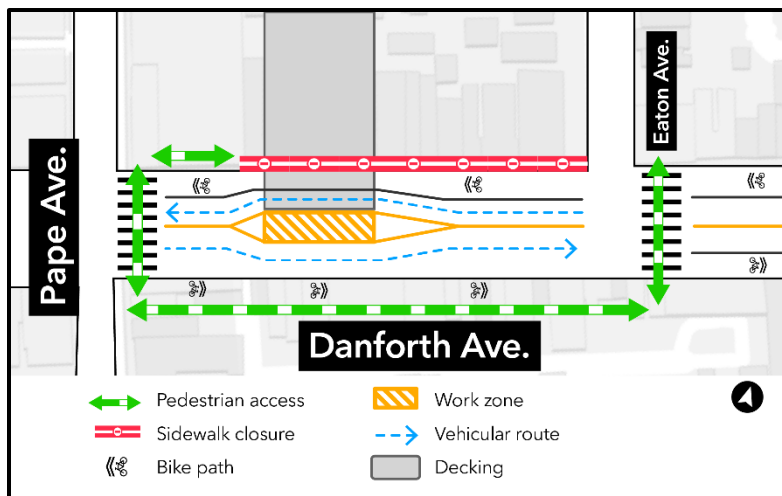 Eaton Ave.
Pape Ave.
Danforth Ave.
Pedestrian access
Work zone
Sidewalk closure
Vehicular route
Bike path
Decking